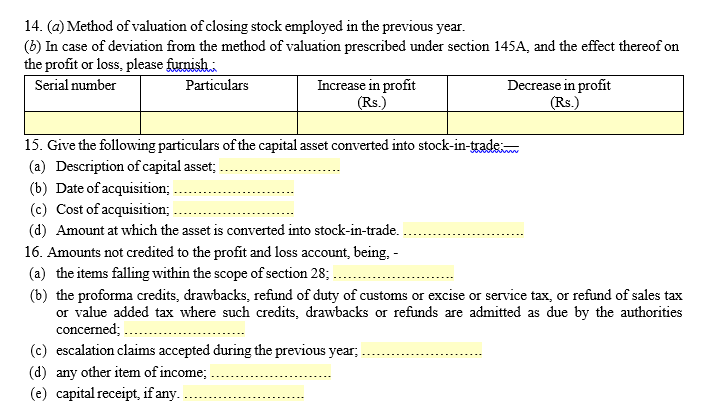 14. (a) Method of valuation of closing stock employed in the previous year.
(b) In case of deviation from the method of valuation prescribed under section 145A, and the effect thereof on
the profit or loss, please furnish :
Serial number Particulars Increase in profit Decrease in profit
(Rs.) (Rs.)
15. Give the following particulars of the capital asset converted into stock-in-trade:—
(a) Description of capital asset; ..............................
(b) Date of acquisition; ..............................
(c) Cost of acquisition; ..............................
(d) Amount at which the asset is converted into stock-in-trade. ..............................
16. Amounts not credited to the profit and loss account, being, -
(a) the items falling within the scope of section 28; ..............................
(b) the proforma credits, drawbacks, refund of duty of customs or excise or service tax, or refund of sales tax
or value added tax where such credits, drawbacks or refunds are admitted as due by the authorities
concerned; ..............................
(c) escalation claims accepted during the previous year; ..............................
(d) any other item of income; ..............................
(e) capital receipt, if any. ..............................